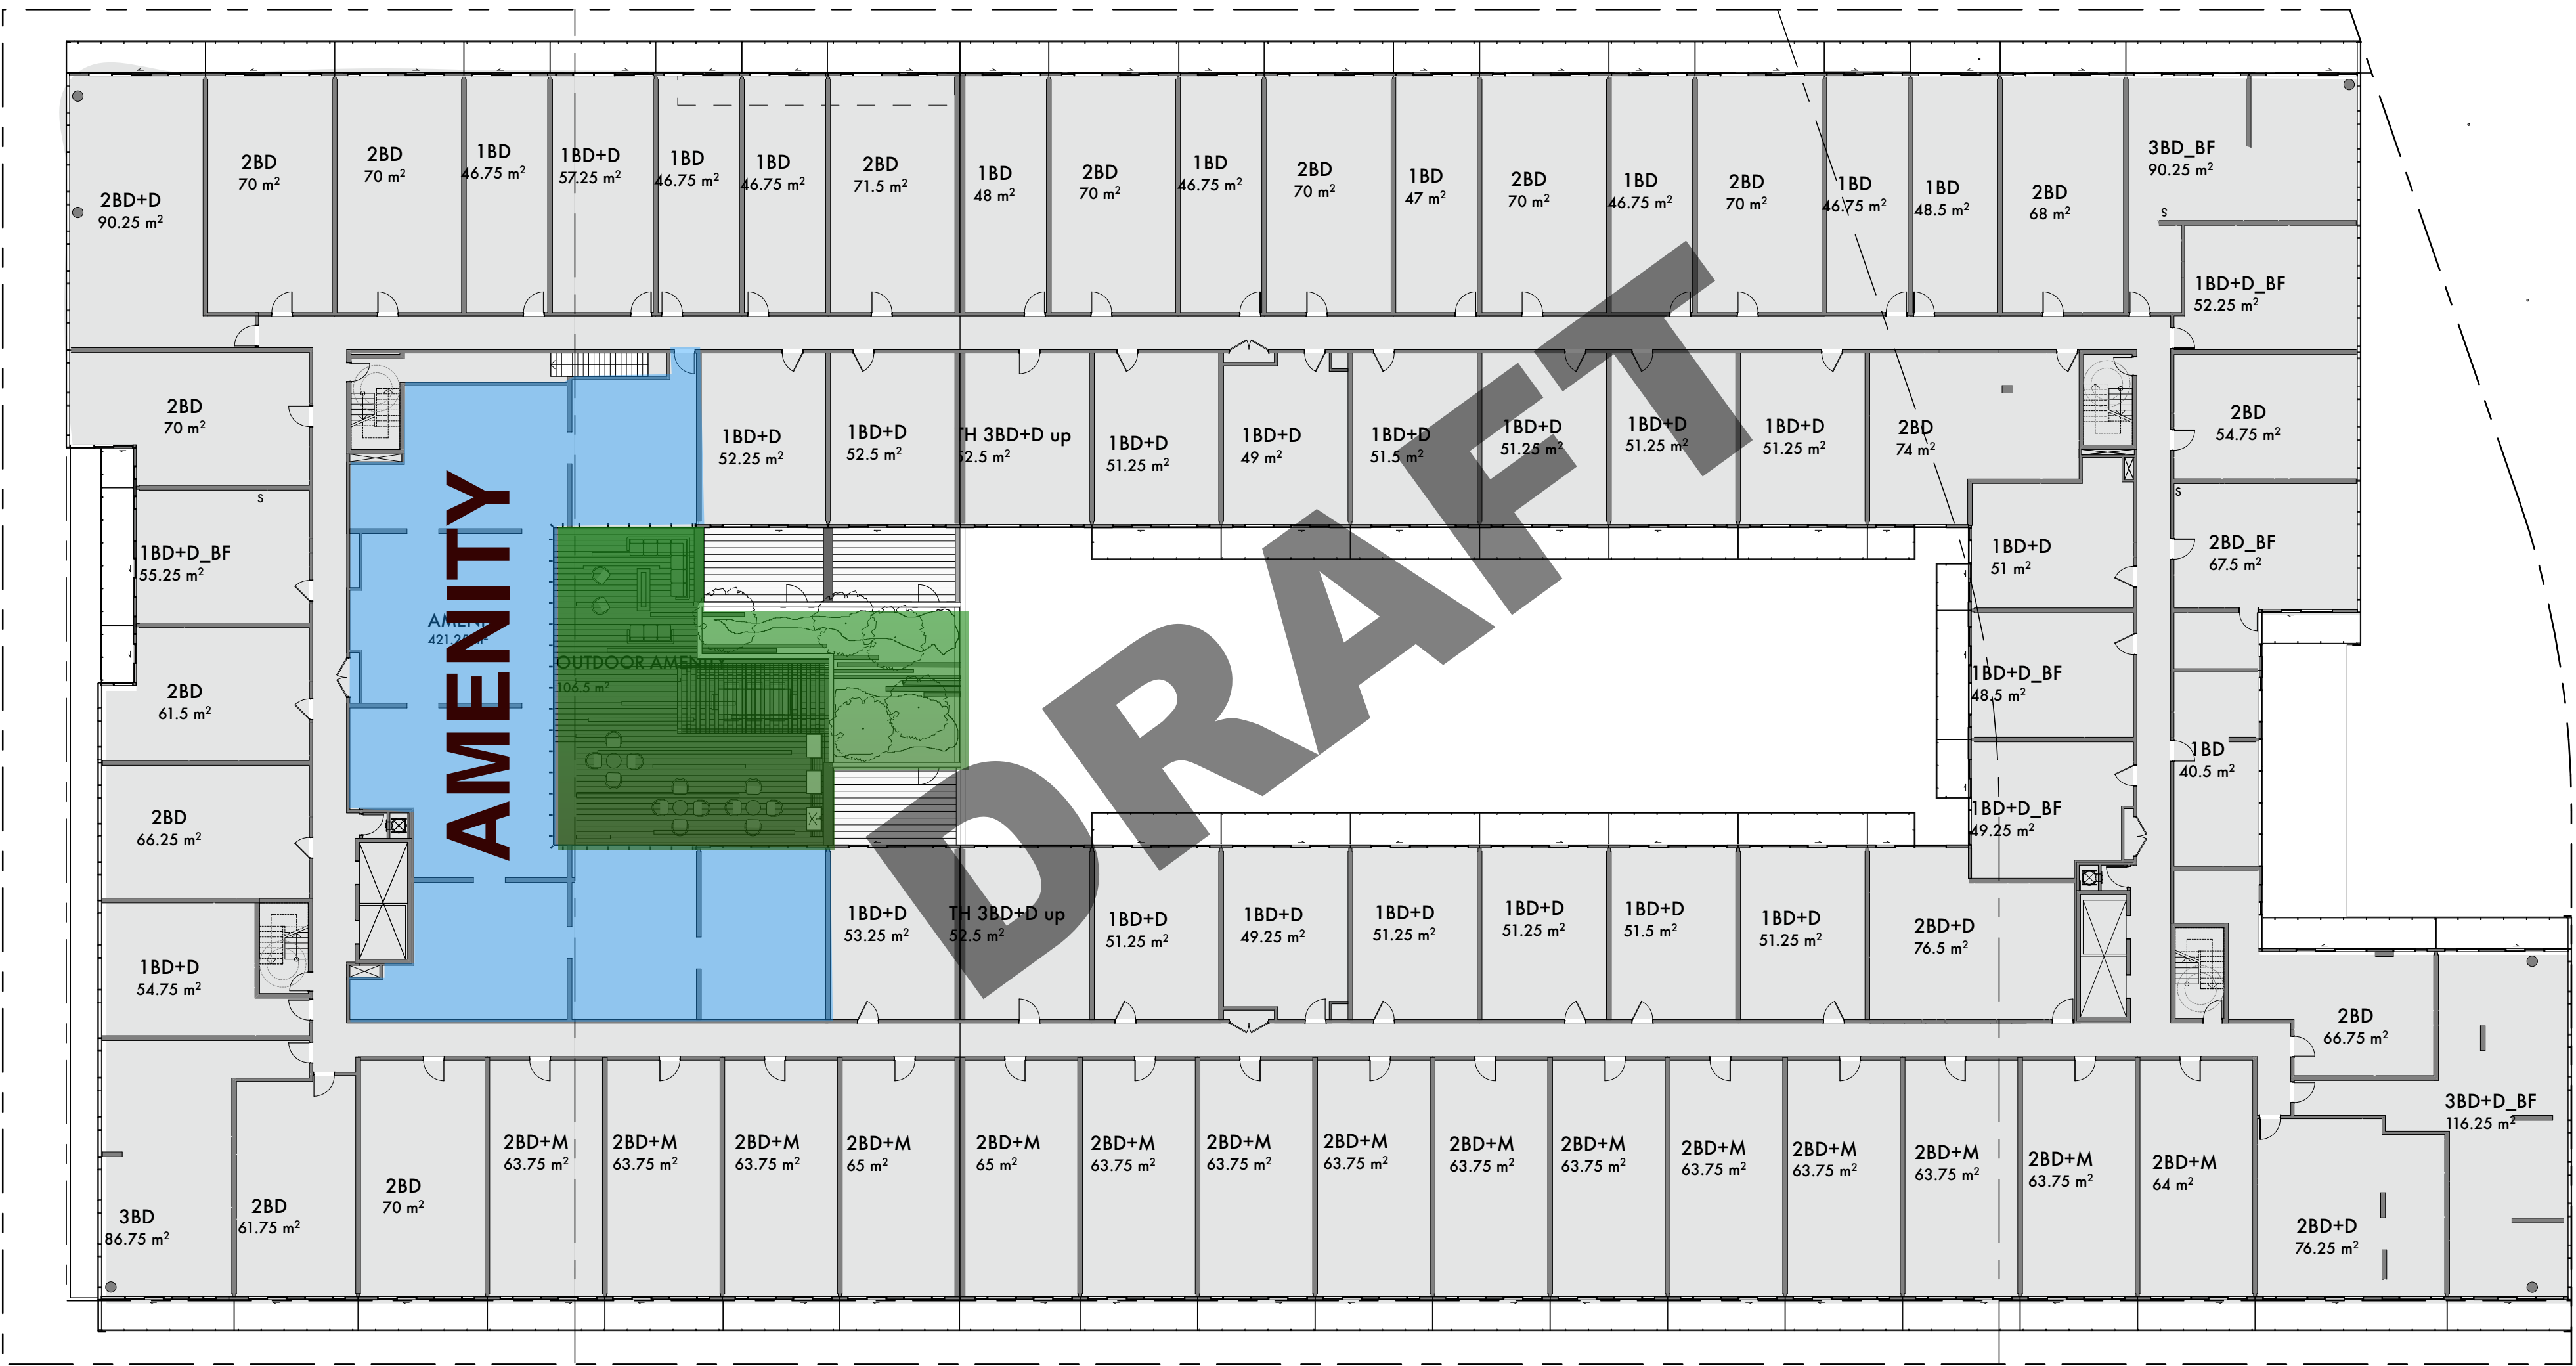 2BD+D
90.25 m²
2BD
70 m²
2BD
70 m²
1BD
46.75 m²
1BD+D
57.25 m²
1BD
46.75 m²
1BD
46.75 m²
2BD
71.5 m²
1BD
48 m²
2BD
70 m²
1BD
46.75 m²
2BD
70 m²
1BD
47 m²
2BD
70 m²
1BD
46.75 m²
2BD
70 m²
1BD
46.75 m²
1BD
48.5 m²
2BD
68 m²
3BD_BF
90.25 m²
S
1BD+D_BF
52.25 m²
2BD
70 m²
1BD+D
52.25 m²
1BD+D
52.5 m²
TH 3BD+D up
52.5 m²
1BD+D
51.25 m²
1BD+D
49 m²
1BD+D
51.5 m²
1BD+D
51.25 m²
1BD+D
51.25 m²
1BD+D
51.25 m²
2BD
74 m²
2BD
54.75 m²
S
1BD+D_BF
55.25 m²
1BD+D
51 m²
S
2BD_BF
67.5 m²
AMENITY
OUTDOOR AMENITY
106.5 m²
DRAFT
2BD
61.5 m²
1BD+D_BF
48.5 m²
1BD
40.5 m²
2BD
66.25 m²
1BD+D_BF
49.25 m²
1BD+D
54.75 m²
1BD+D
53.25 m²
TH 3BD+D up
52.5 m²
1BD+D
51.25 m²
1BD+D
49.25 m²
1BD+D
51.25 m²
1BD+D
51.25 m²
1BD+D
51.5 m²
1BD+D
51.25 m²
2BD+D
76.5 m²
2BD
66.75 m²
3BD+D_BF
116.25 m²
3BD
86.75 m²
2BD
61.75 m²
2BD
70 m²
2BD+M
63.75 m²
2BD+M
63.75 m²
2BD+M
63.75 m²
2BD+M
65 m²
2BD+M
65 m²
2BD+M
63.75 m²
2BD+M
63.75 m²
2BD+M
63.75 m²
2BD+M
63.75 m²
2BD+M
63.75 m²
2BD+M
63.75 m²
2BD+M
63.75 m²
2BD+M
63.75 m²
2BD+M
63.75 m²
2BD+M
64 m²
2BD+D
76.25 m²